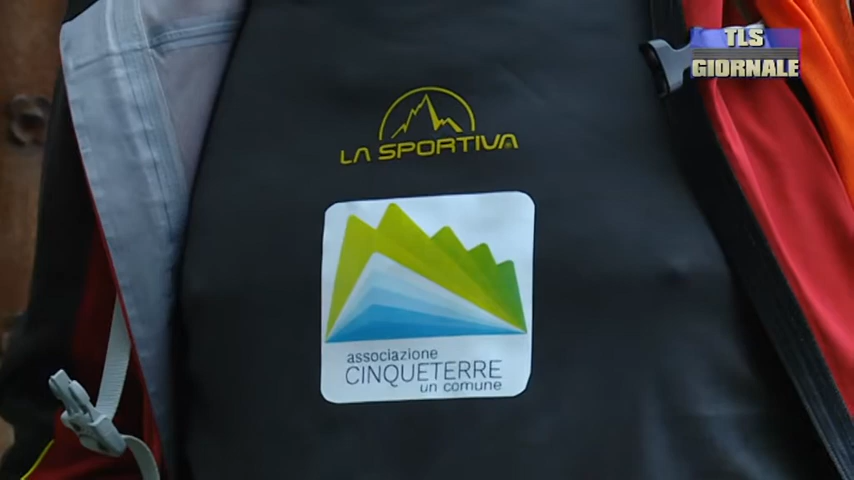 TLS
GIORNALE
LA SPORTIVA
associazione
CINQUETERRE
un comune